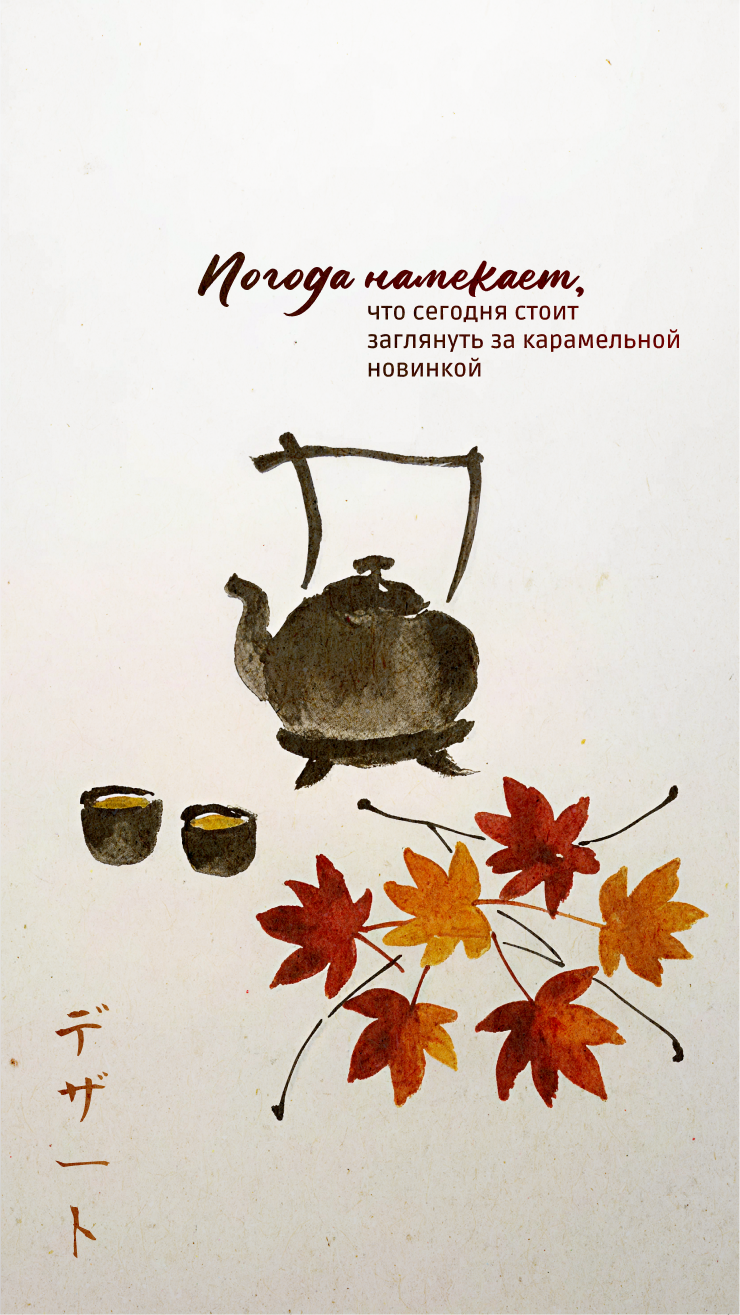 Погода намекает,
что сегодня стоит
заглянуть за карамельной
новинкой
デザート